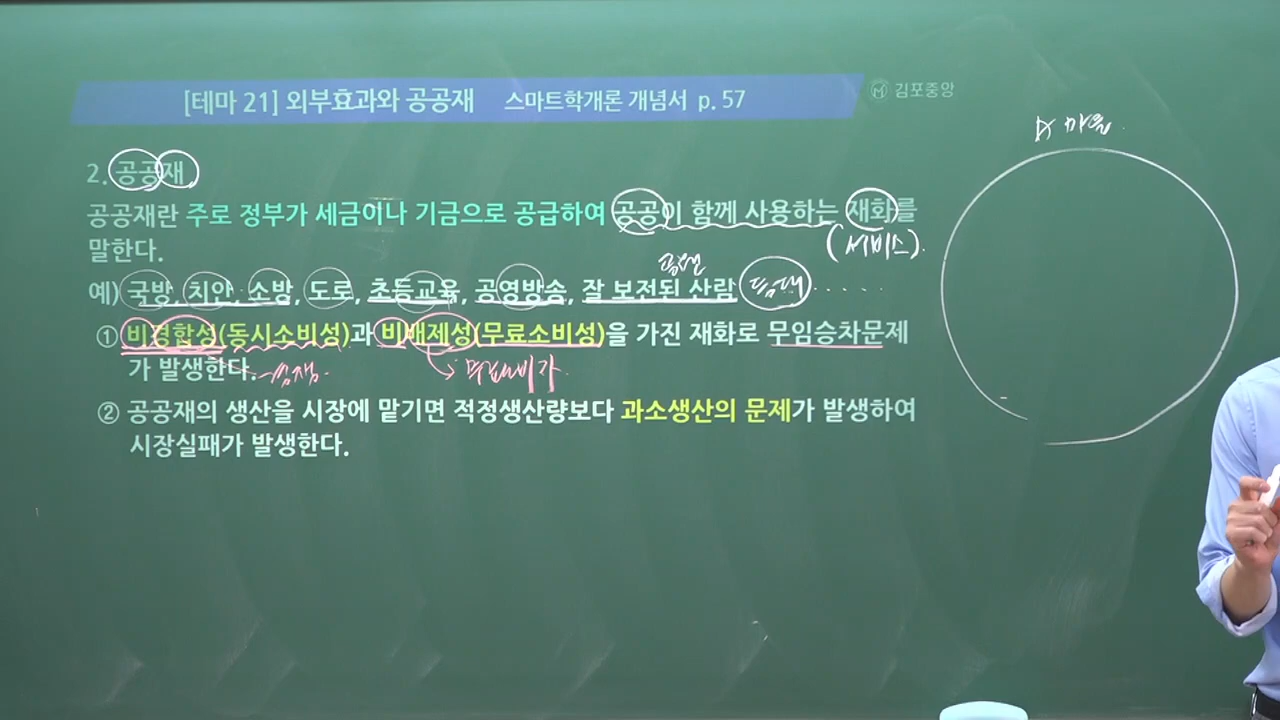 [테마 21] 외부효과와 공공재 스마트학개론 개념서 p. 57
김포중앙
마을
2. 공공재
공공재란 주로 정부가 세금이나 기금으로 공급하여 공공이 함께 사용하는 재화를
(서비스).
말한다.
공원
예) 국방, 치안, 소방, 도로, 초등교육, 공영방송, 잘 보전된 산림 등대 .....
① 비경합성(동시소비성)과 비배제성(무료소비성)을 가진 재화로 무임승차문제
가 발생한다.
② 공공재의 생산을 시장에 맡기면 적정생산량보다 과소생산의 문제가 발생하여
시장실패가 발생한다.